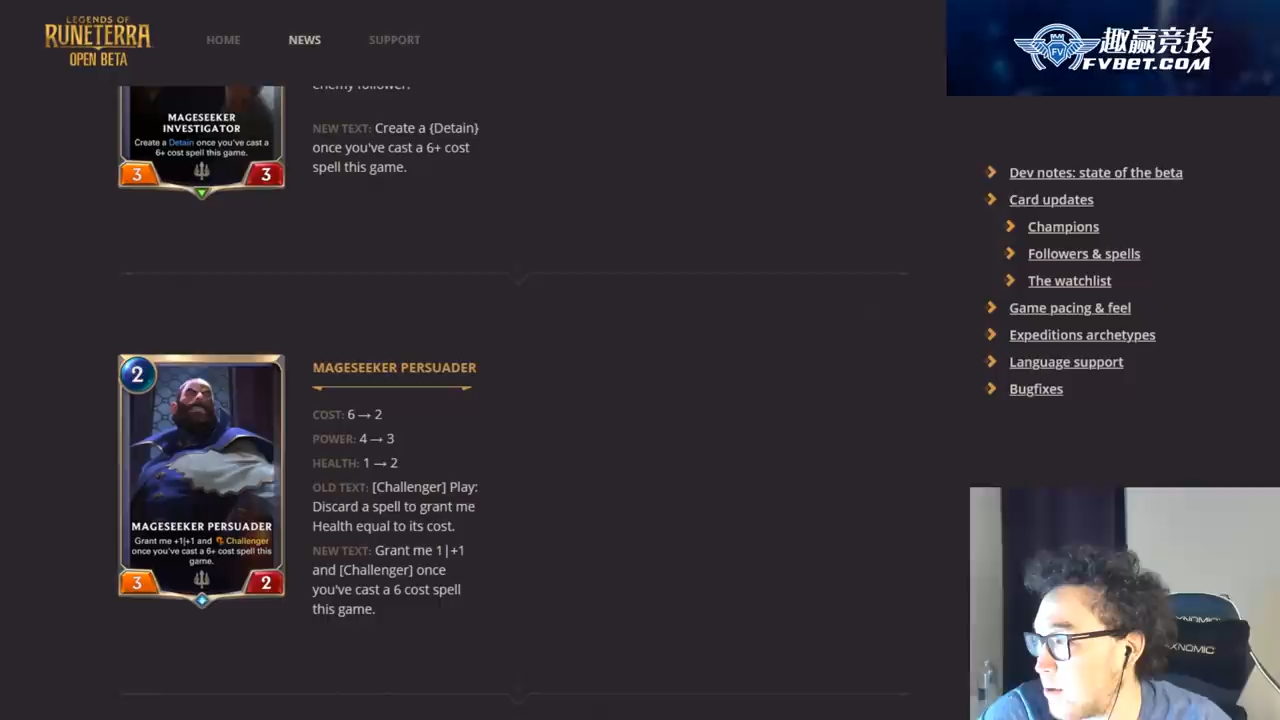 LEGENDS OF
RUNETERRA
OPEN BETA
HOME
NEWS
SUPPORT
趣赢竞技
FV
FVBET.COM
enemy follower.
MAGESEEKER
INVESTIGATOR
Create a Detain once you've cast a
6+ cost spell this game.
3
3
NEW TEXT: Create a {Detain}
once you've cast a 6+ cost
spell this game.
Dev notes: state of the beta
Card updates
Champions
Followers & spells
The watchlist
Game pacing & feel
Expeditions archetypes
Language support
Bugfixes
2
MAGESEEKER PERSUADER
Grant me +1|+1 and Challenger
once you've cast a 6+ cost spell this
game.
3
2
MAGESEEKER PERSUADER
COST: 6→2
POWER: 4→3
HEALTH: 1→2
OLD TEXT: [Challenger] Play:
Discard a spell to grant me
Health equal to its cost.
NEW TEXT: Grant me 1|+1
and [Challenger] once
you've cast a 6 cost spell
this game.